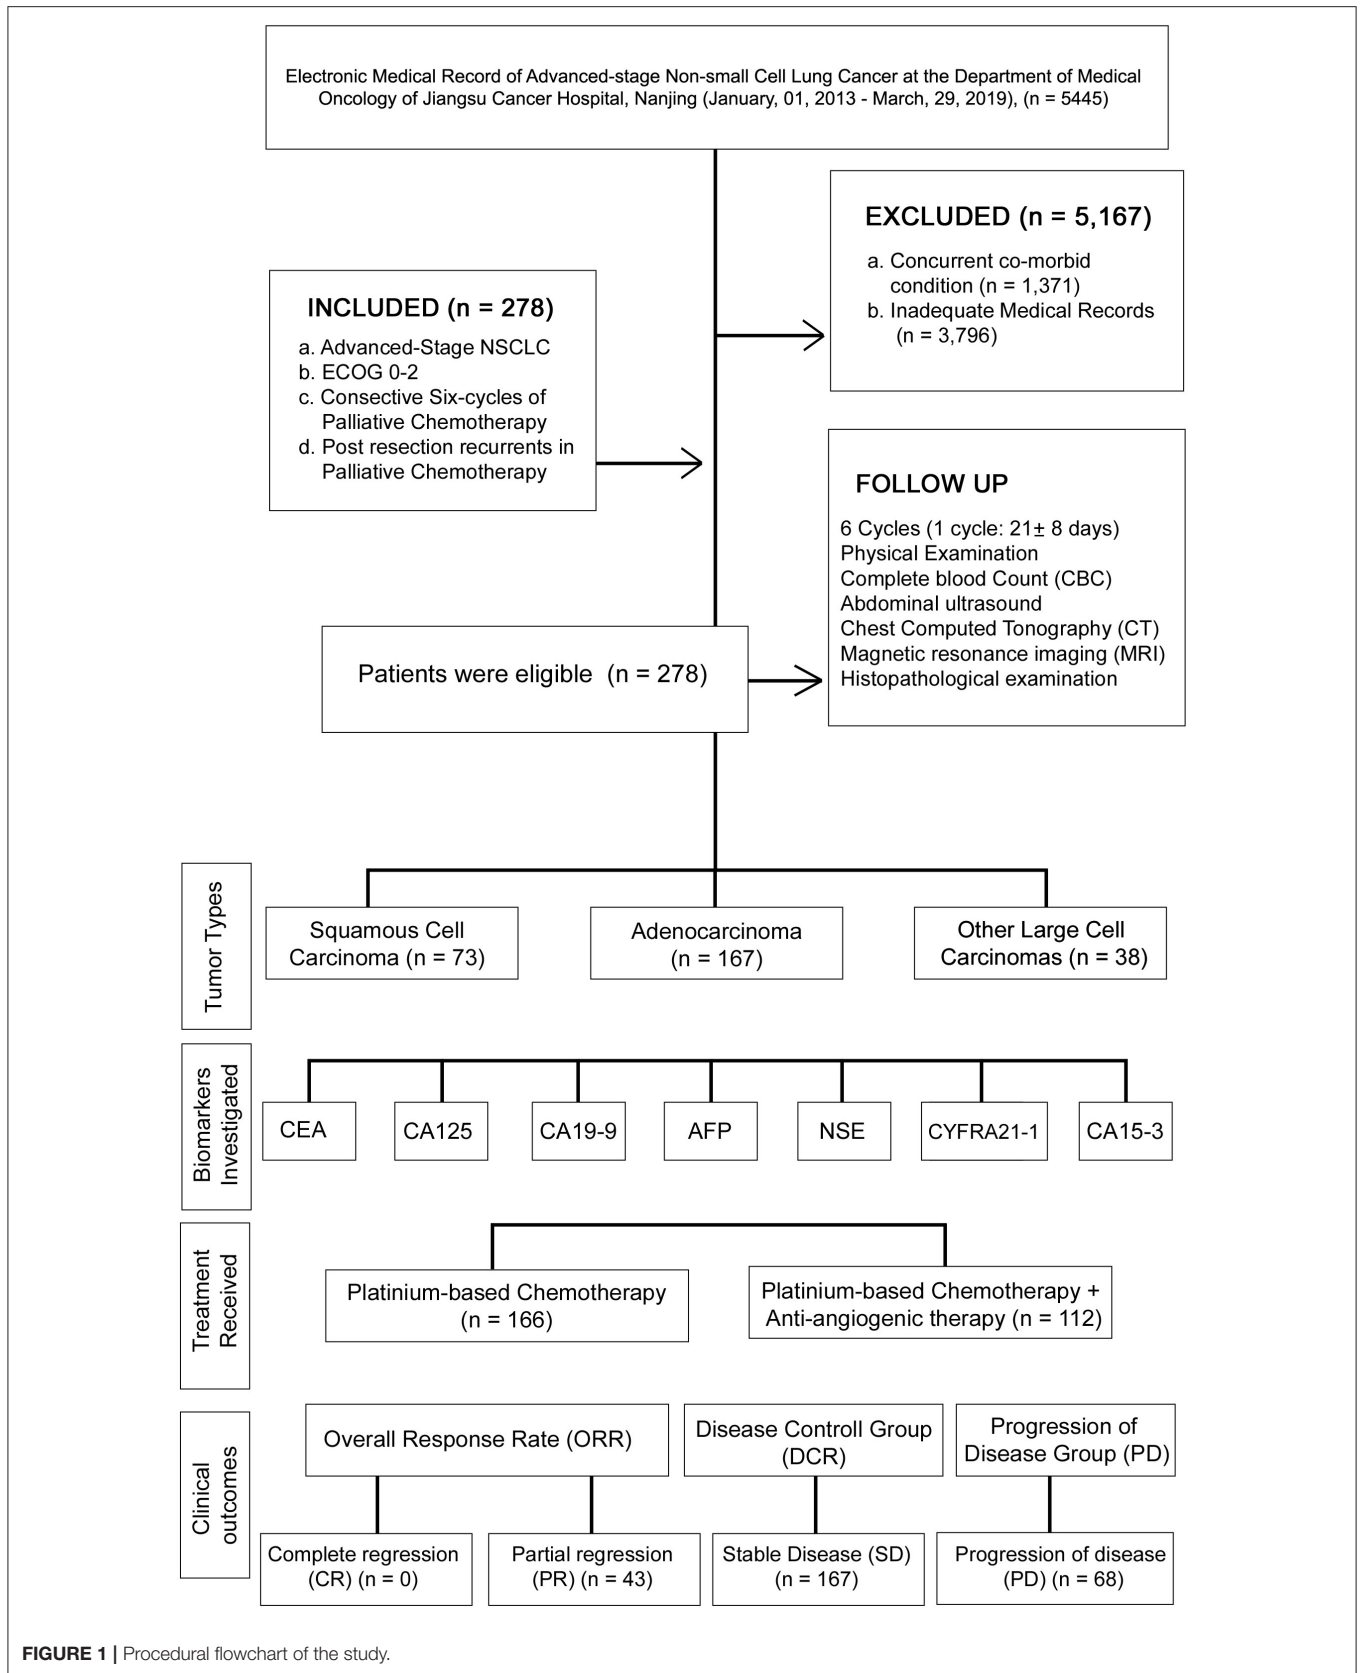 Electronic Medical Record of Advanced-stage Non-small Cell Lung Cancer at the Department of Medical
Oncology of Jiangsu Cancer Hospital, Nanjing (January, 01, 2013 - March, 29, 2019), (n = 5445)
EXCLUDED (n = 5,167)
a. Concurrent co-morbid
condition (n = 1,371)
b. Inadequate Medical Records
(n = 3,796)
INCLUDED (n = 278)
a. Advanced-Stage NSCLC
b. ECOG 0-2
c. Consective Six-cycles of
Palliative Chemotherapy
d. Post resection recurrents in
Palliative Chemotherapy
FOLLOW UP
6 Cycles (1 cycle: 21± 8 days)
Physical Examination
Complete blood Count (CBC)
Abdominal ultrasound
Chest Computed Tonography (CT)
Magnetic resonance imaging (MRI)
Histopathological examination
Patients were eligible (n = 278)
Tumor Types
Squamous Cell
Carcinoma (n = 73)
Adenocarcinoma
(n = 167)
Other Large Cell
Carcinomas (n = 38)
Biomarkers
Investigated
CEA
CA125
CA19-9
AFP
NSE
CYFRA21-1
CA15-3
Treatment
Received
Platinium-based Chemotherapy
(n = 166)
Platinium-based Chemotherapy +
Anti-angiogenic therapy (n = 112)
Clinical
outcomes
Overall Response Rate (ORR)
Disease Controll Group
(DCR)
Progression of
Disease Group (PD)
Complete regression
(CR) (n = 0)
Partial regression
(PR) (n = 43)
Stable Disease (SD)
(n = 167)
Progression of disease
(PD) (n = 68)
FIGURE 1 | Procedural flowchart of the study.